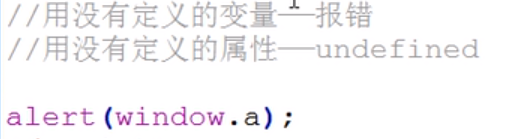 //用没有定义的变量——报错
//用没有定义的属性——undefined
alert(window.a);